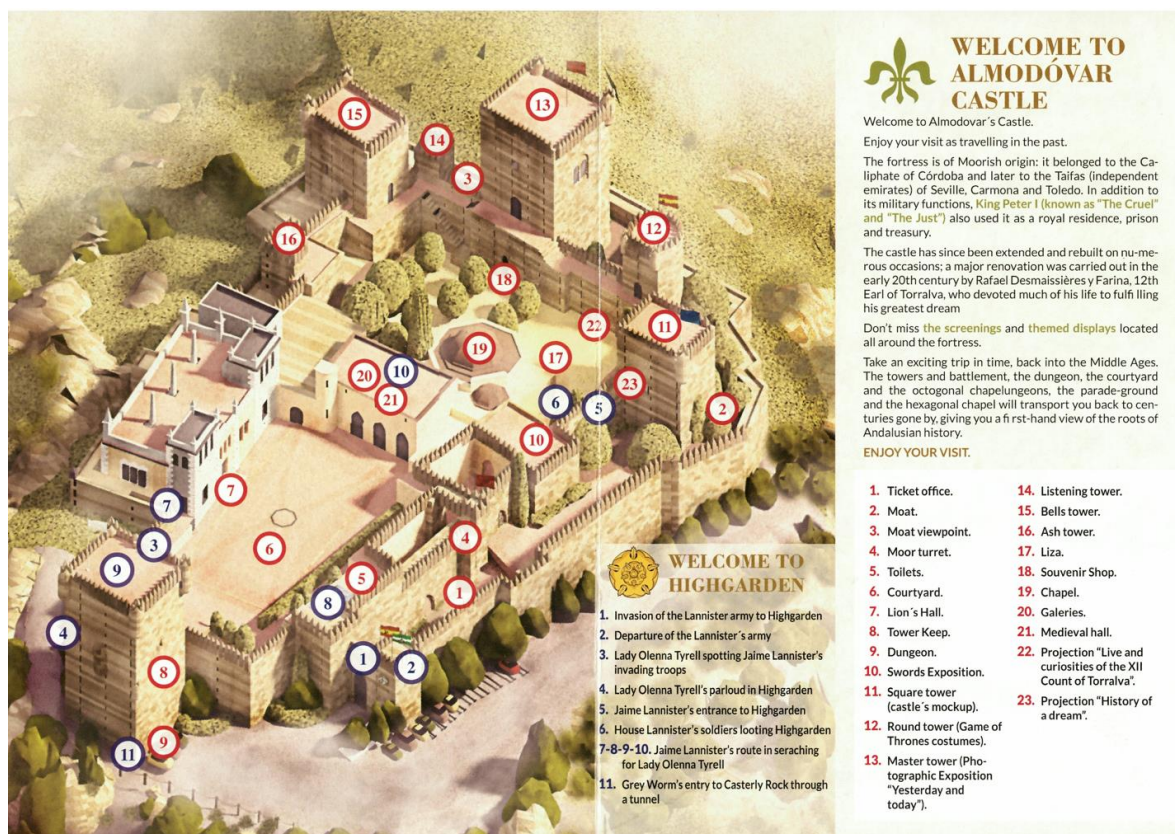 WELCOME TO
ALMODÓVAR
CASTLE
Welcome to Almodovar´s Castle.
Enjoy your visit as travelling in the past.
The fortress is of Moorish origin: it belonged to the Ca-
liphate of Córdoba and later to the Taifas (independent
emirates) of Seville, Carmona and Toledo. In addition to
its military functions, King Peter I (known as “The Cruel”
and “The Just”) also used it as a royal residence, prison
and treasury.
The castle has since been extended and rebuilt on nu-me-
rous occasions; a major renovation was carried out in the
early 20th century by Rafael Desmaissières y Farina, 12th
Earl of Torralva, who devoted much of his life to fulfi lling
his greatest dream
Don’t miss the screenings and themed displays located
all around the fortress.
Take an exciting trip in time, back into the Middle Ages.
The towers and battlement, the dungeon, the courtyard
and the octogonal chapelungeons, the parade-ground
and the hexagonal chapel will transport you back to cen-
turies gone by, giving you a fi rst-hand view of the roots of
Andalusian history.
ENJOY YOUR VISIT.
1. Ticket office.
2. Moat.
3. Moat viewpoint.
4. Moor turret.
5. Toilets.
6. Courtyard.
7. Lion´s Hall.
8. Tower Keep.
9. Dungeon.
10. Swords Exposition.
11. Square tower
(castle´s mockup).
12. Round tower (Game of
Thrones costumes).
13. Master tower (Pho-
tographic Exposition
“Yesterday and
today”).
14. Listening tower.
15. Bells tower.
16. Ash tower.
17. Liza.
18. Souvenir Shop.
19. Chapel.
20. Galeries.
21. Medieval hall.
22. Projection “Live and
curiosities of the XII
Count of Torralva”.
23. Projection “History of
a dream”.
WELCOME TO
HIGHGARDEN
1. Invasion of the Lannister army to Highgarden
2. Departure of the Lannister´s army
3. Lady Olenna Tyrell spotting Jaime Lannister’s
invading troops
4. Lady Olenna Tyrell’s parloud in Highgarden
5. Jaime Lannister’s entrance to Highgarden
6. House Lannister’s soldiers looting Highgarden
7-8-9-10. Jaime Lannister’s route in seraching
for Lady Olenna Tyrell
11. Grey Worm’s entry to Casterly Rock through
a tunnel
15
13
14
3
16
12
18
22
11
19
17
20
10
21
23
6
5
2
10
7
7
3
6
4
9
5
1
8
4
1
2
8
9
11